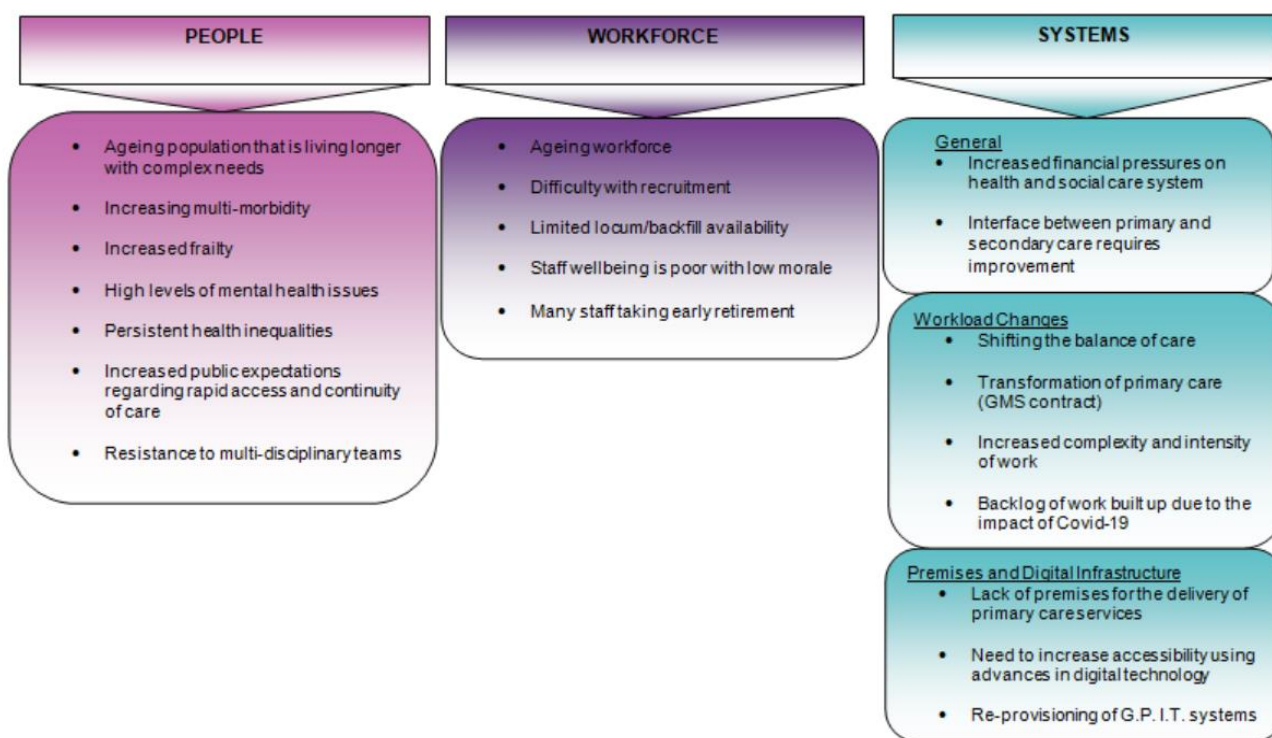 PEOPLE
• Ageing population that is living longer
with complex needs
• Increasing multi-morbidity
• Increased frailty
• High levels of mental health issues
• Persistent health inequalities
• Increased public expectations
regarding rapid access and continuity
of care
• Resistance to multi-disciplinary teams
WORKFORCE
• Ageing workforce
• Difficulty with recruitment
• Limited locum/backfill availability
• Staff wellbeing is poor with low morale
• Many staff taking early retirement
SYSTEMS
General
• Increased financial pressures on
health and social care system
• Interface between primary and
secondary care requires
improvement
Workload Changes
• Shifting the balance of care
• Transformation of primary care
(GMS contract)
• Increased complexity and intensity
of work
• Backlog of work built up due to the
impact of Covid-19
Premises and Digital Infrastructure
• Lack of premises for the delivery of
primary care services
• Need to increase accessibility using
advances in digital technology
• Re-provisioning of G.P. I.T. systems